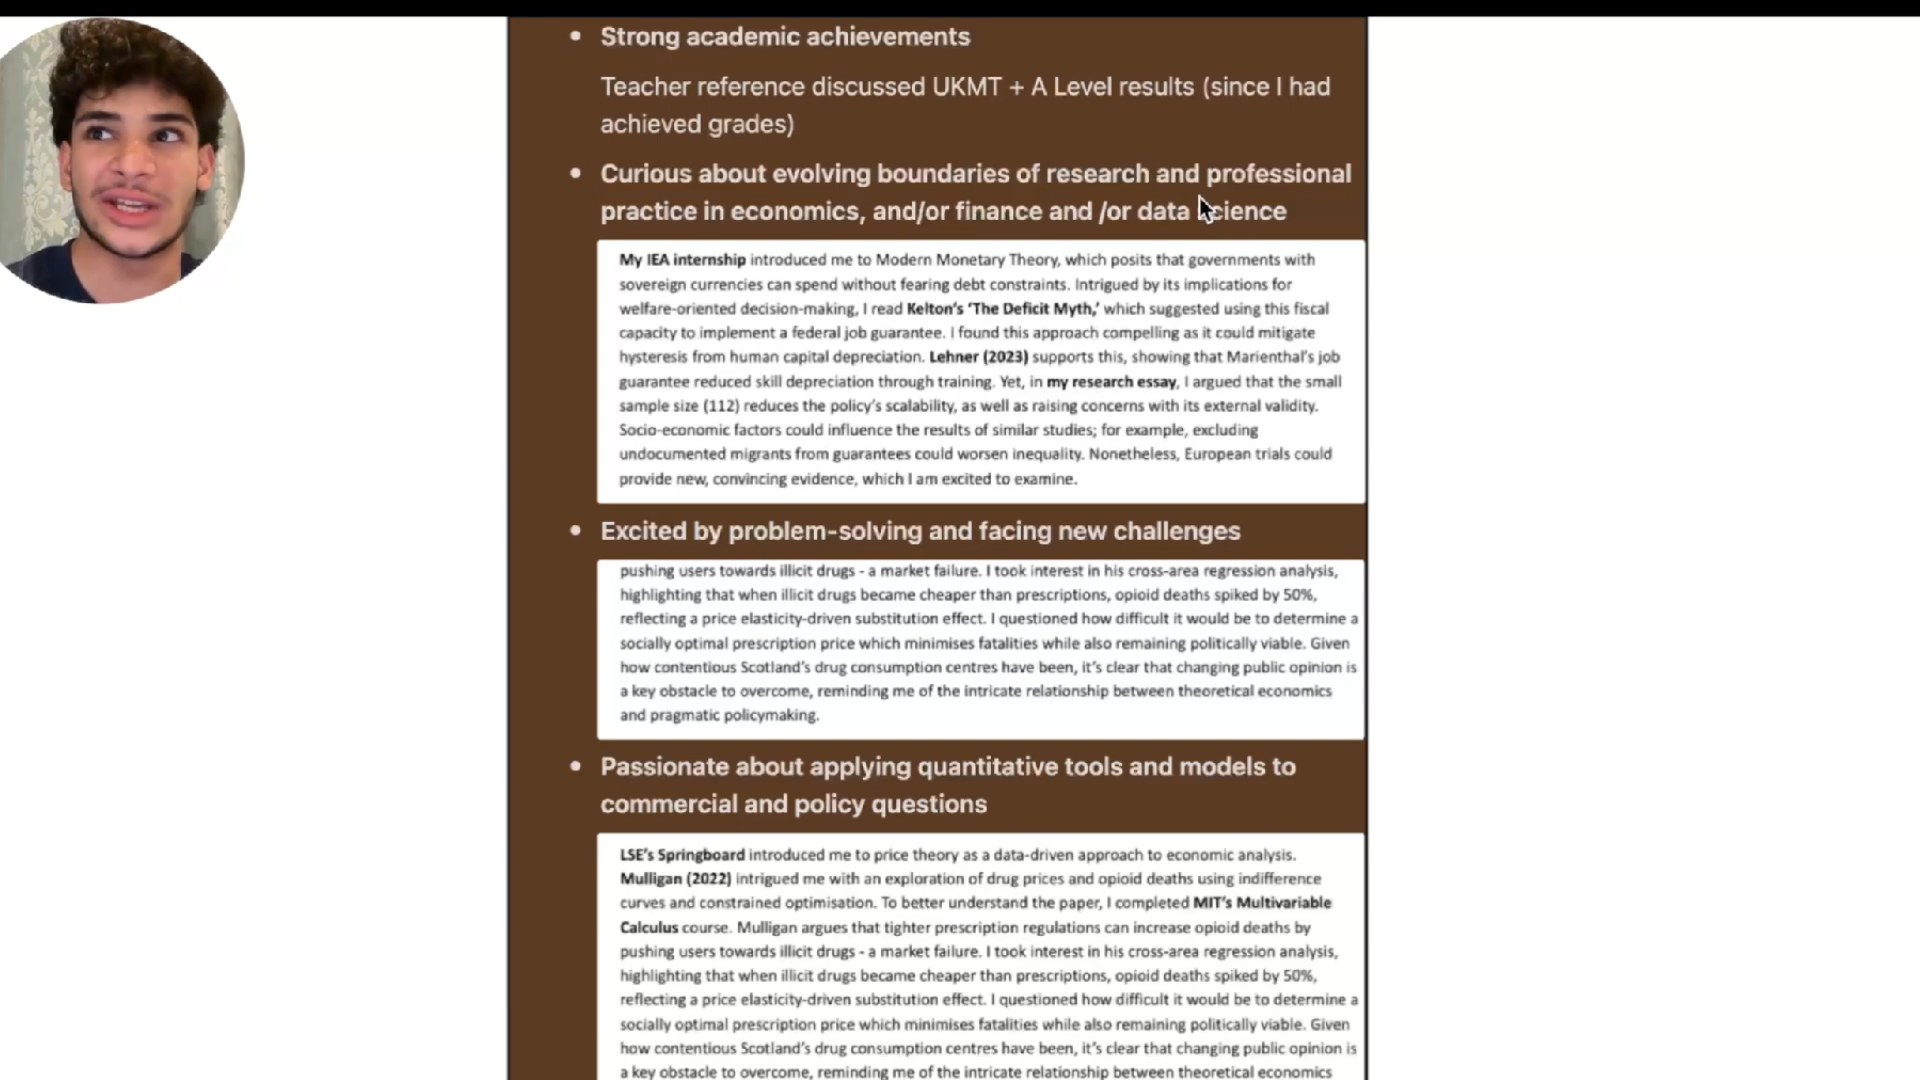 Strong academic achievements
Teacher reference discussed UKMT + A Level results (since I had
achieved grades)
Curious about evolving boundaries of research and professional
practice in economics, and/or finance and /or data science
My IEA internship introduced me to Modern Monetary Theory, which posits that governments with
sovereign currencies can spend without fearing debt constraints. Intrigued by its implications for
welfare-oriented decision-making, I read Kelton's 'The Deficit Myth,' which suggested using this fiscal
capacity to implement a federal job guarantee. I found this approach compelling as it could mitigate
hysteresis from human capital depreciation. Lehner (2023) supports this, showing that Marienthal's job
guarantee reduced skill depreciation through training. Yet, in my research essay, I argued that the small
sample size (112) reduces the policy's scalability, as well as raising concerns with its external validity.
Socio-economic factors could influence the results of similar studies; for example, excluding
undocumented migrants from guarantees could worsen inequality. Nonetheless, European trials could
provide new, convincing evidence, which I am excited to examine.
Excited by problem-solving and facing new challenges
pushing users towards illicit drugs - a market failure. I took interest in his cross-area regression analysis,
highlighting that when illicit drugs became cheaper than prescriptions, opioid deaths spiked by 50%,
reflecting a price elasticity-driven substitution effect. I questioned how difficult it would be to determine a
socially optimal prescription price which minimises fatalities while also remaining politically viable. Given
how contentious Scotland's drug consumption centres have been, it's clear that changing public opinion is
a key obstacle to overcome, reminding me of the intricate relationship between theoretical economics
and pragmatic policymaking.
Passionate about applying quantitative tools and models to
commercial and policy questions
LSE's Springboard introduced me to price theory as a data-driven approach to economic analysis.
Mulligan (2022) intrigued me with an exploration of drug prices and opioid deaths using indifference
curves and constrained optimisation. To better understand the paper, I completed MIT's Multivariable
Calculus course. Mulligan argues that tighter prescription regulations can increase opioid deaths by
pushing users towards illicit drugs - a market failure. I took interest in his cross-area regression analysis,
highlighting that when illicit drugs became cheaper than prescriptions, opioid deaths spiked by 50%,
reflecting a price elasticity-driven substitution effect. I questioned how difficult it would be to determine a
socially optimal prescription price which minimises fatalities while also remaining politically viable. Given
how contentious Scotland's drug consumption centres have been, it's clear that changing public opinion is
a key obstacle to overcome, reminding me of the intricate relationship between theoretical economics